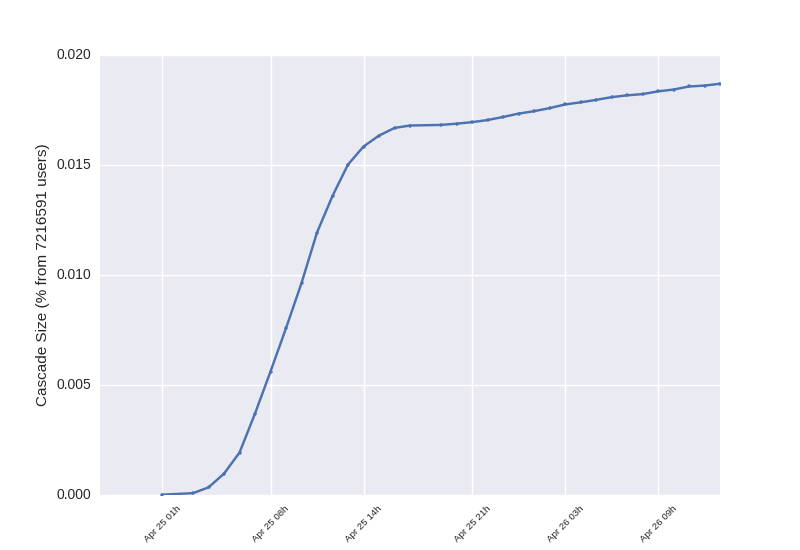 0.020
0.015
0.010
0.005
0.000
Cascade Size (% from 7216591 users)
Apr 25 01h
Apr 25 08h
Apr 25 14h
Apr 25 21h
Apr 26 03h
Apr 26 09h